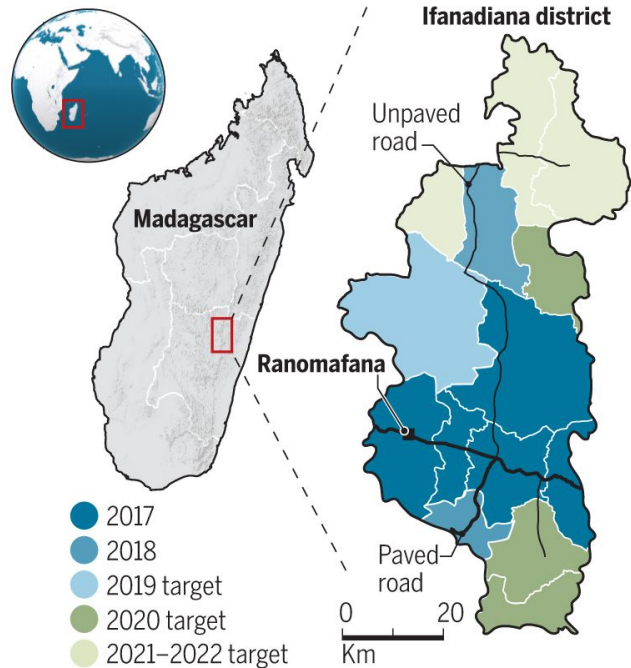 Ifanadiana district
Unpaved
road
Madagascar
Ranomafana
2017
2018
2019 target
2020 target
2021–2022 target
Paved
road
0 20
Km